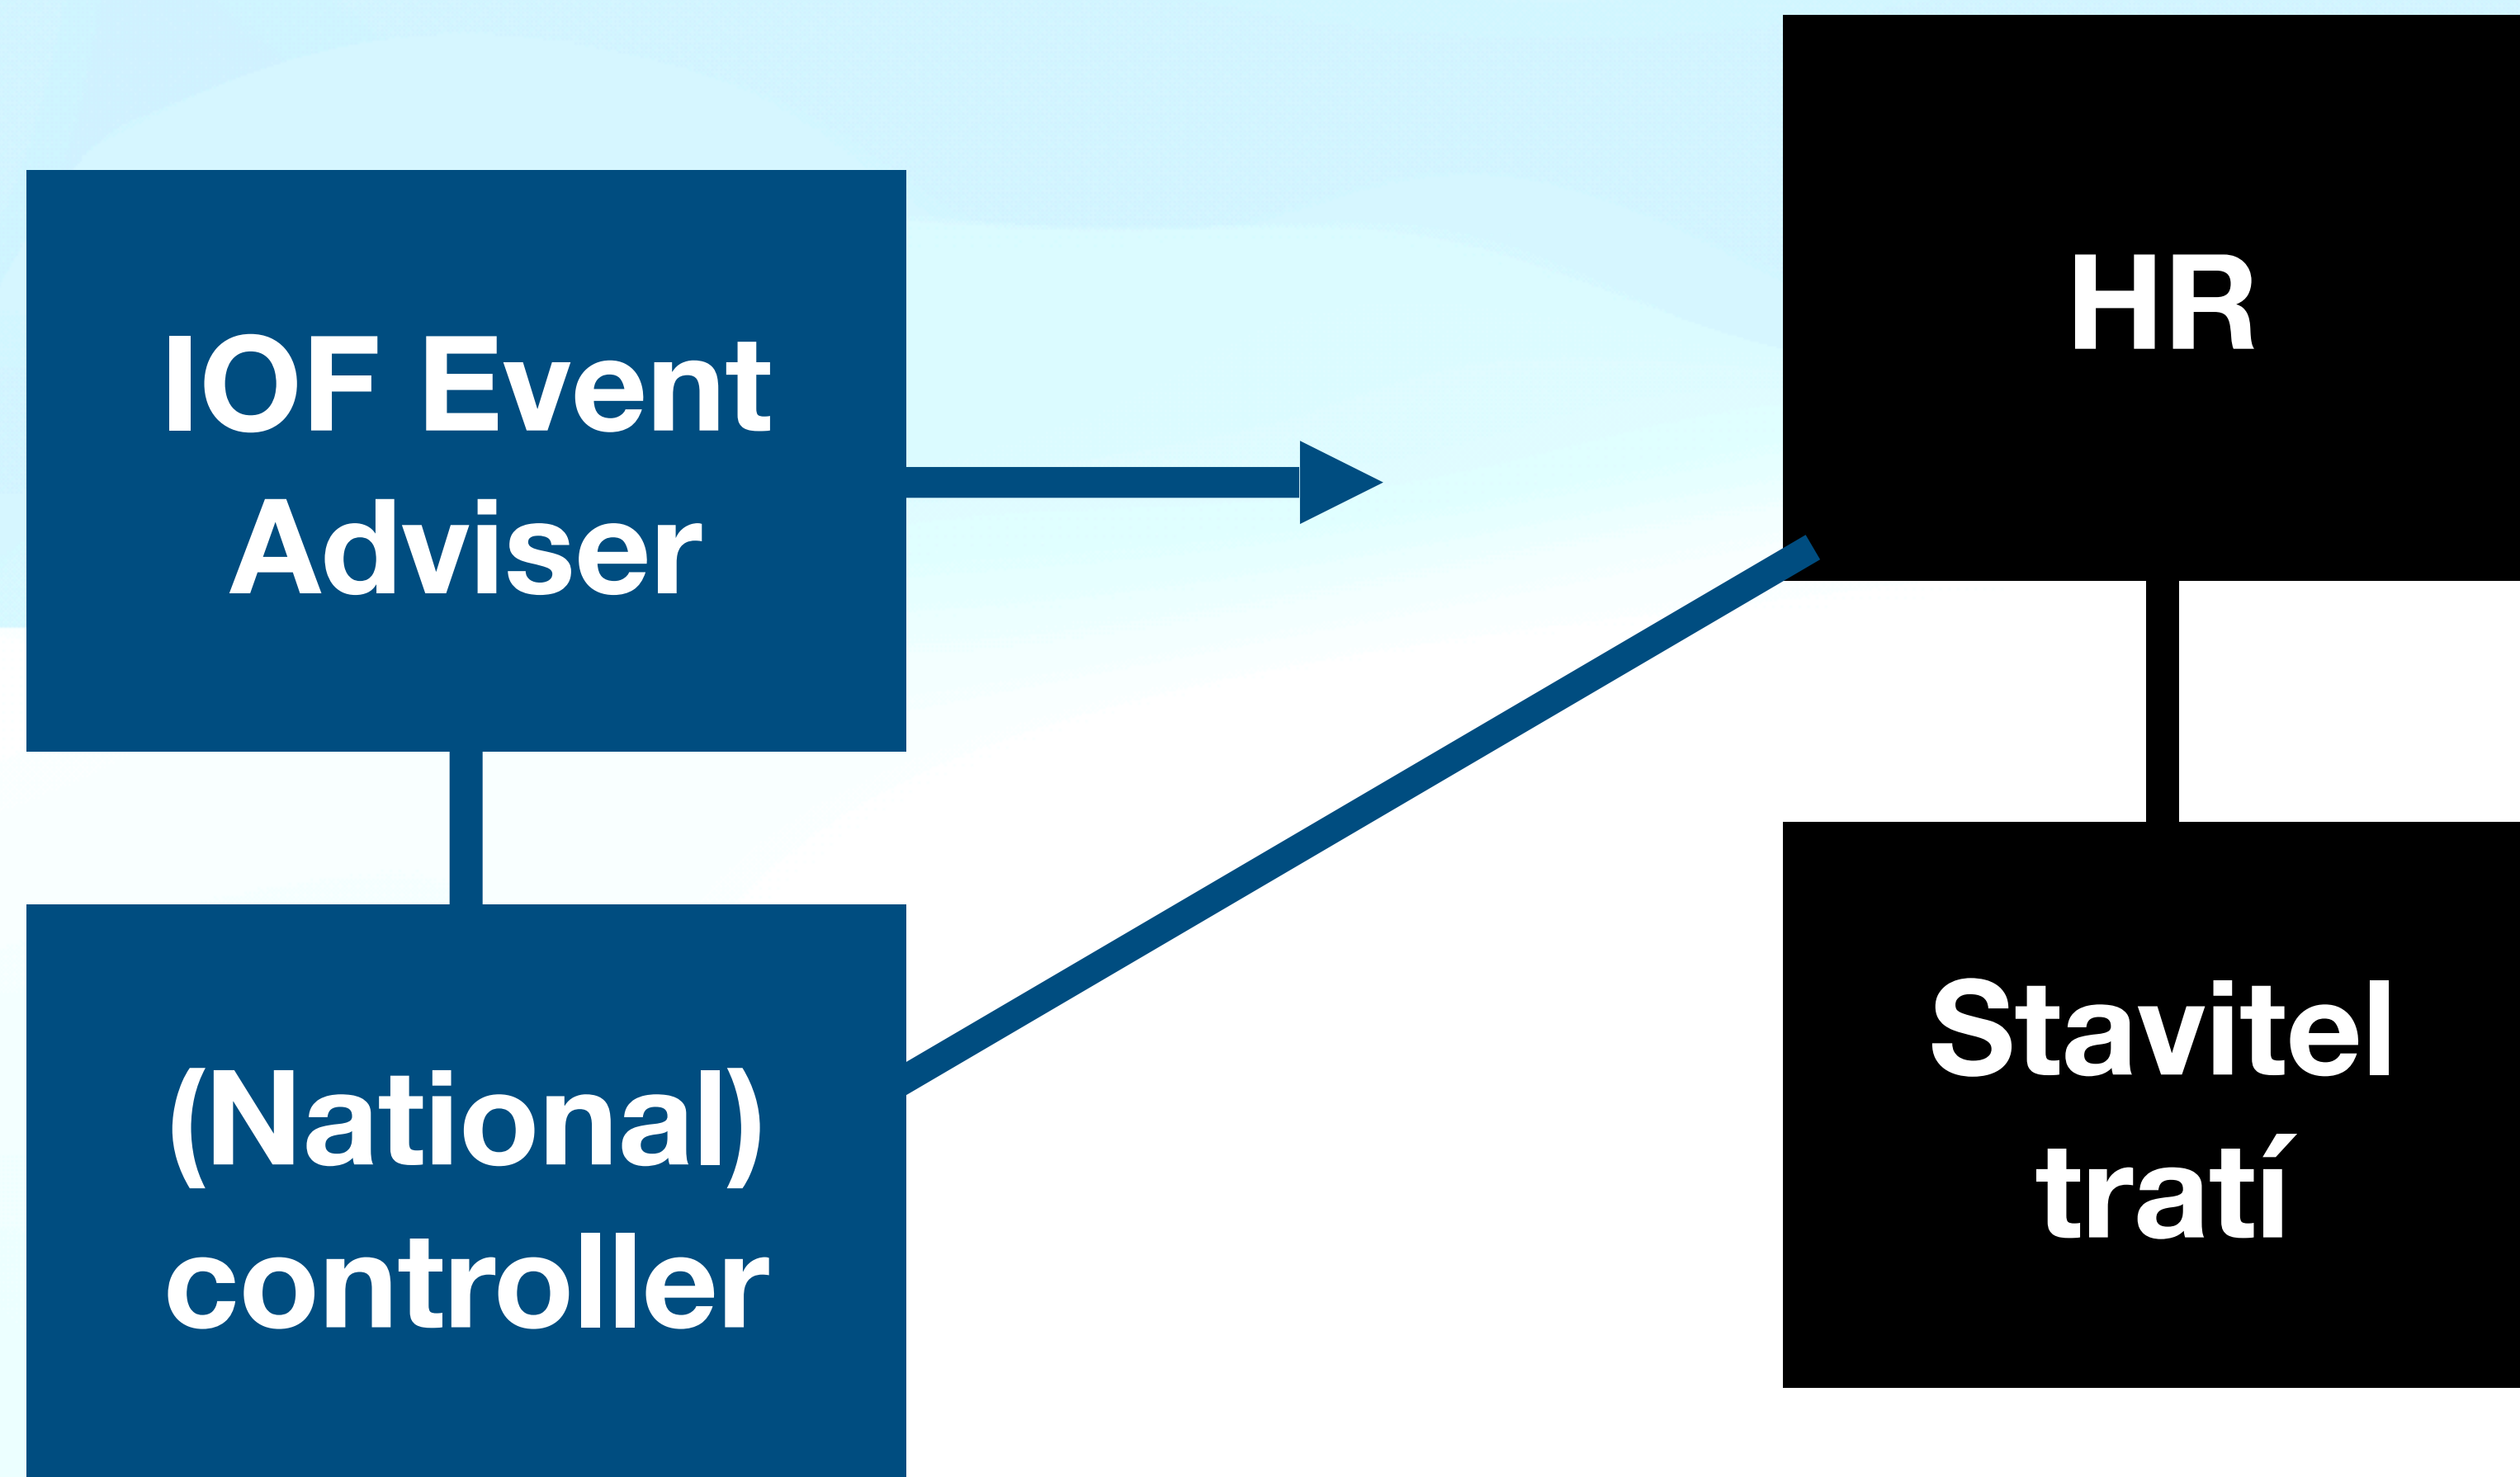 IOF Event
Adviser
HR
(National)
controller
Stavitel
tratí